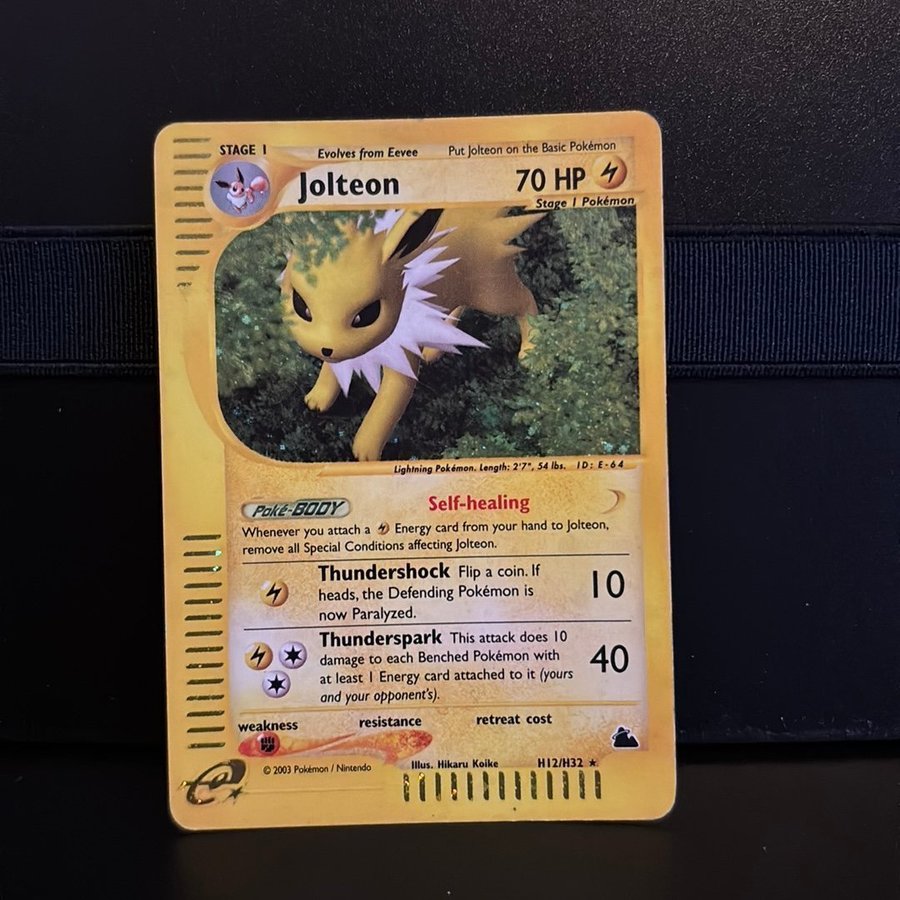 STAGE 1
Evolves from Eevee
Put Jolteon on the Basic Pokémon
Jolteon
70 HP
Stage 1 Pokémon
Lightning Pokémon. Length: 2'7", 54 lbs. ID: E-64
Poké-BODY
Self-healing
Whenever you attach a Energy card from your hand to Jolteon,
remove all Special Conditions affecting Jolteon.
Thundershock Flip a coin. If
heads, the Defending Pokémon is
now Paralyzed.
10
Thunderspark This attack does 10
damage to each Benched Pokémon with
at least 1 Energy card attached to it (yours
and your opponent's).
40
weakness
resistance
retreat cost
© 2003 Pokémon / Nintendo
Illus. Hikaru Koike
H12/H32 ★
e